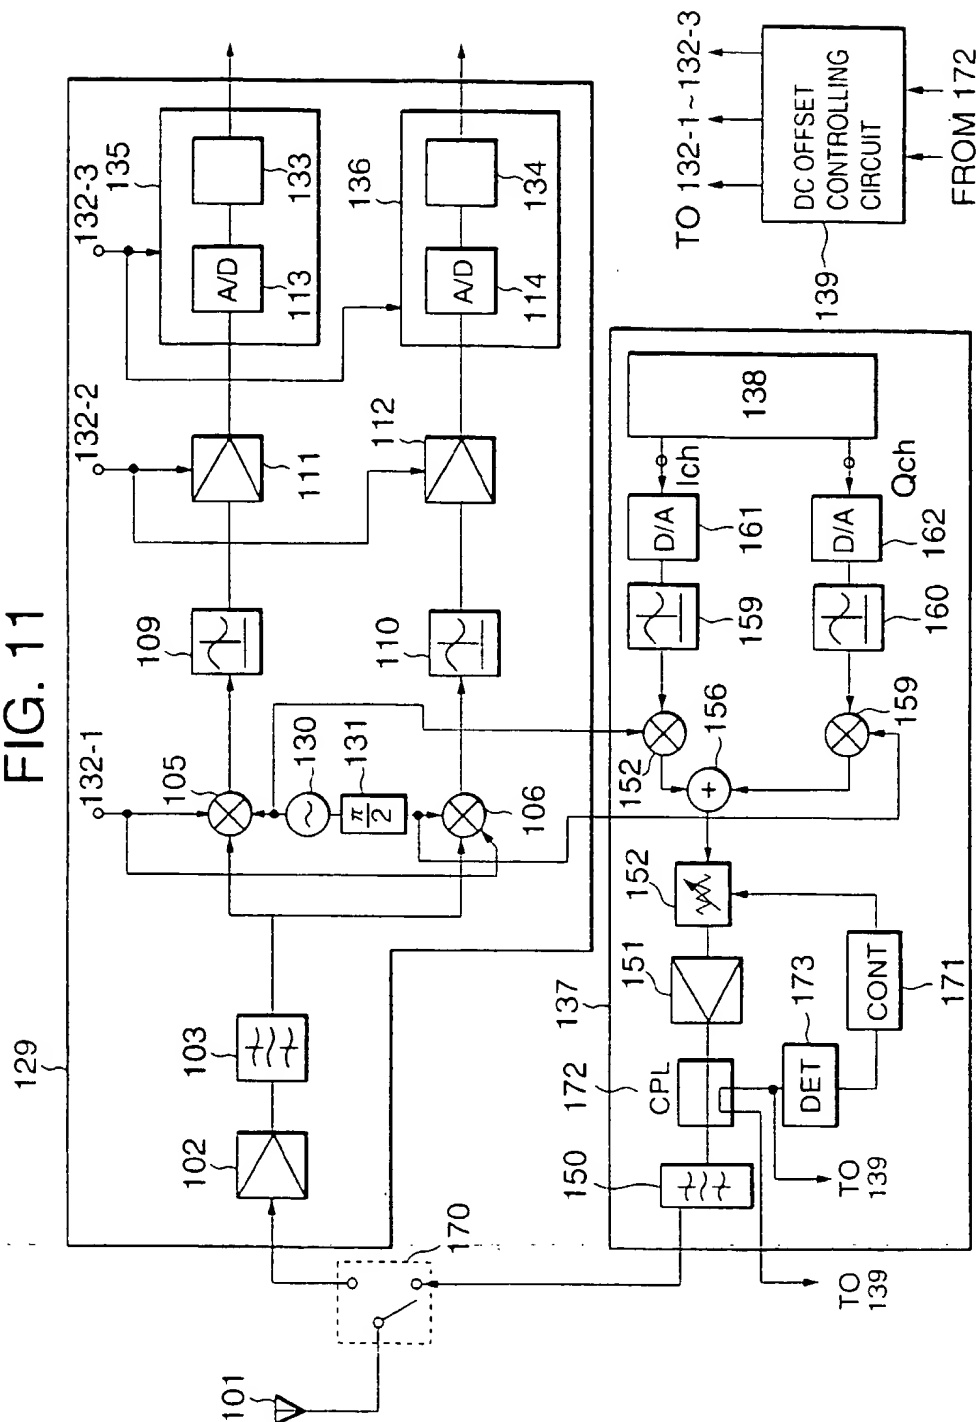 FIG. 11
129
132-1
132-2
132-3
135
105
109
111
A/D
113
133
102
103
130
π/2
131
106
110
112
136
A/D
114
134
101
170
137
150
172
CPL
151
152
152
156
159
D/A
161
Ich
138
173
DET
CONT
171
159
160
D/A
162
Qch
TO
139
TO
139
TO 132-1~132-3
DC OFFSET
CONTROLLING
CIRCUIT
139
FROM 172